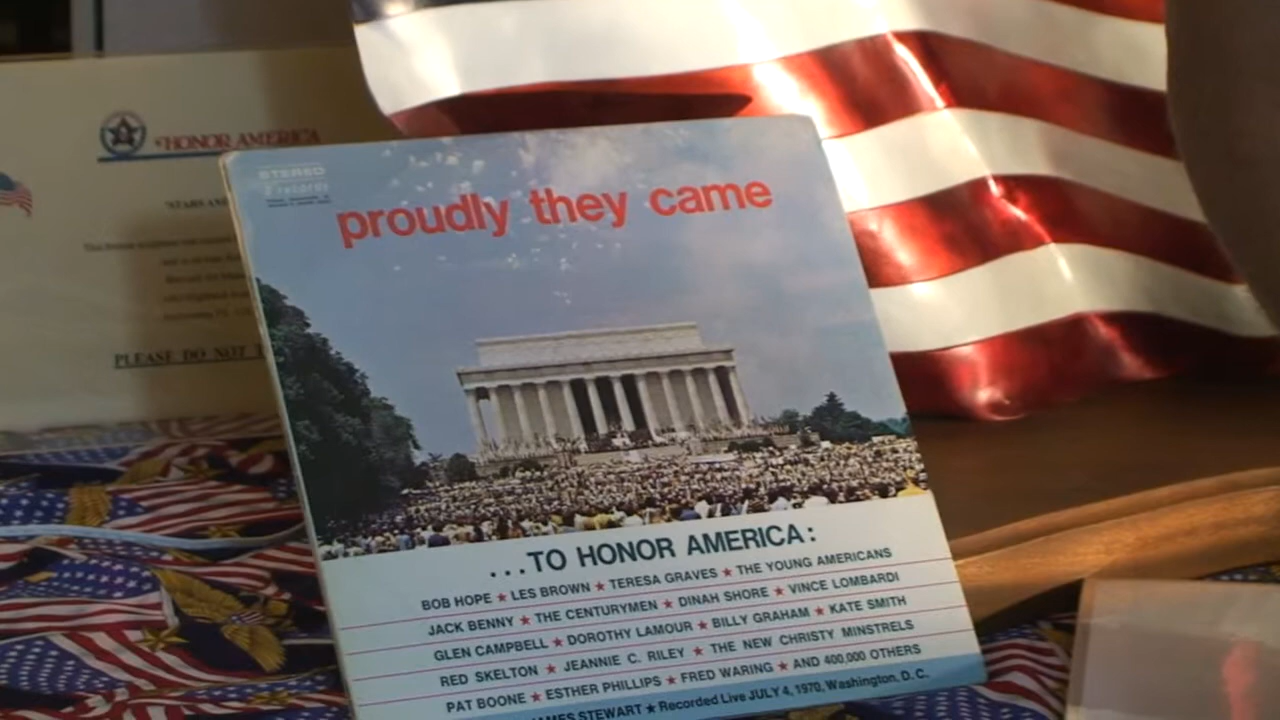 HONOR AMERICA
PLEASE DO NOT
STEREO
2 records
proudly they came
...TO HONOR AMERICA:
BOB HOPE ★ LES BROWN ★ TERESA GRAVES ★ THE YOUNG AMERICANS
JACK BENNY ★ THE CENTURYMEN ★ DINAH SHORE ★ VINCE LOMBARDI
GLEN CAMPBELL ★ DOROTHY LAMOUR ★ BILLY GRAHAM ★ KATE SMITH
RED SKELTON ★ JEANNIE C. RILEY ★ THE NEW CHRISTY MINSTRELS
PAT BOONE ★ ESTHER PHILLIPS ★ FRED WARING ★ AND 400,000 OTHERS
JAMES STEWART ★ Recorded Live JULY 4, 1970, Washington, D.C.